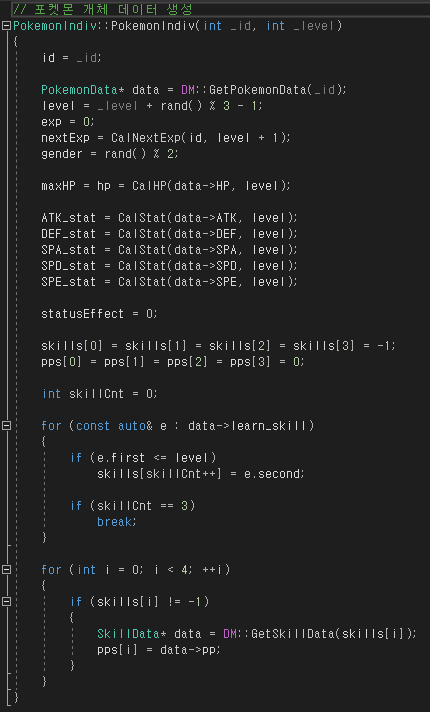 // 포켓몬 개체 데이터 생성
PokemonIndiv::PokemonIndiv(int _id, int _level)
{
id = _id;
PokemonData* data = DM::GetPokemonData(_id);
level = _level + rand() % 3 - 1;
exp = 0;
nextExp = CalNextExp(id, level + 1);
gender = rand() % 2;
maxHP = hp = CalHP(data->HP, level);
ATK_stat = CalStat(data->ATK, level);
DEF_stat = CalStat(data->DEF, level);
SPA_stat = CalStat(data->SPA, level);
SPD_stat = CalStat(data->SPD, level);
SPE_stat = CalStat(data->SPE, level);
statusEffect = 0;
skills[0] = skills[1] = skills[2] = skills[3] = -1;
pps[0] = pps[1] = pps[2] = pps[3] = 0;
int skillCnt = 0;
for (const auto& e : data->learn_skill)
{
if (e.first <= level)
skills[skillCnt++] = e.second;
if (skillCnt == 3)
break;
}
for (int i = 0; i < 4; ++i)
{
if (skills[i] != -1)
{
SkillData* data = DM::GetSkillData(skills[i]);
pps[i] = data->pp;
}
}
}